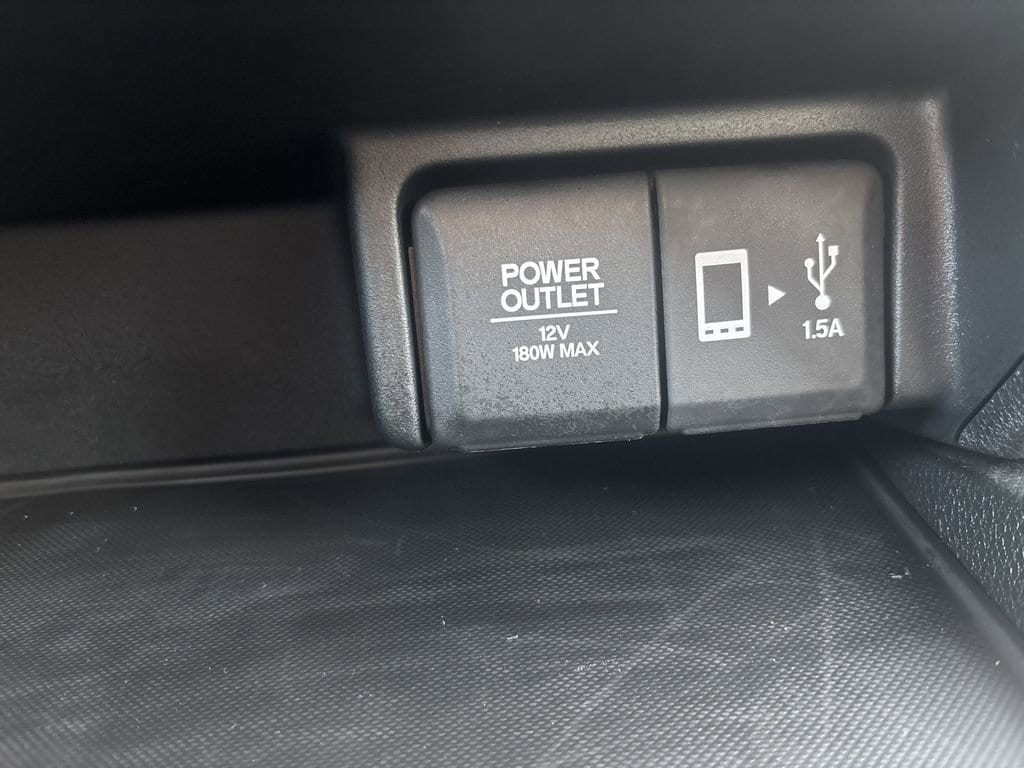 POWER
OUTLET
12V
180W MAX
1.5A